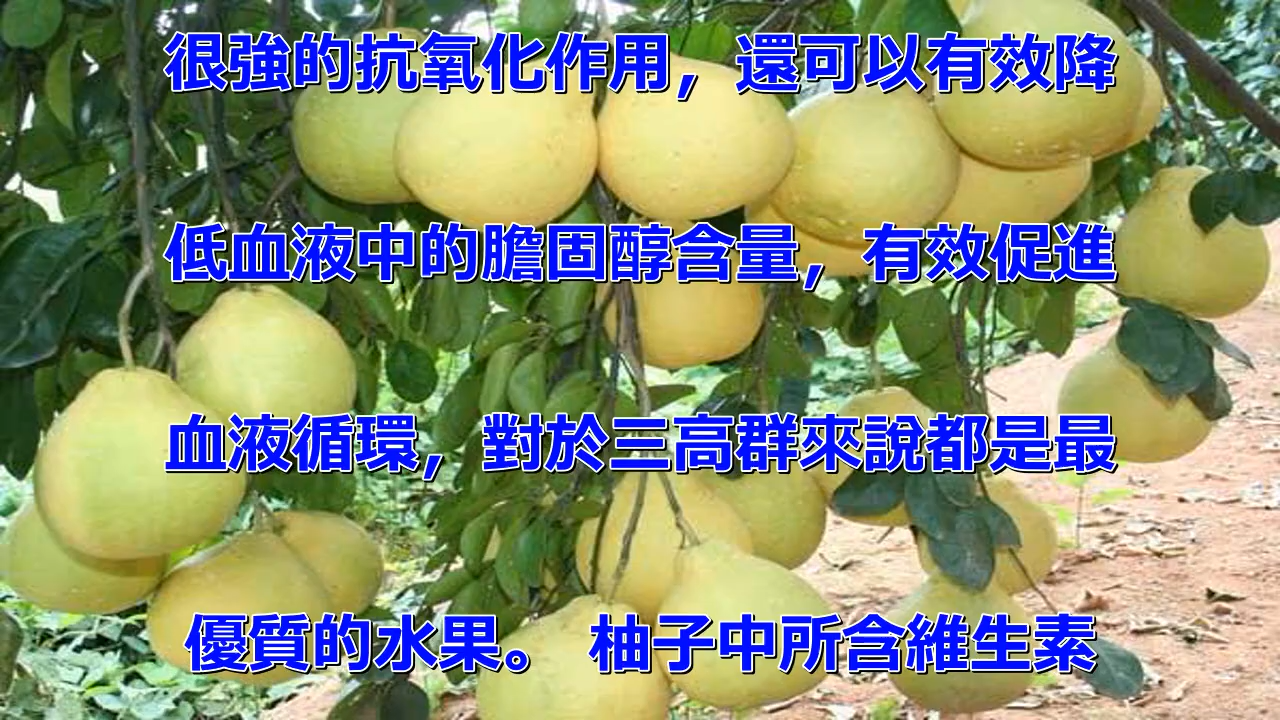 很強的抗氧化作用，還可以有效降
低血液中的膽固醇含量，有效促進
血液循環，對於三高群來說都是最
優質的水果。 柚子中所含維生素